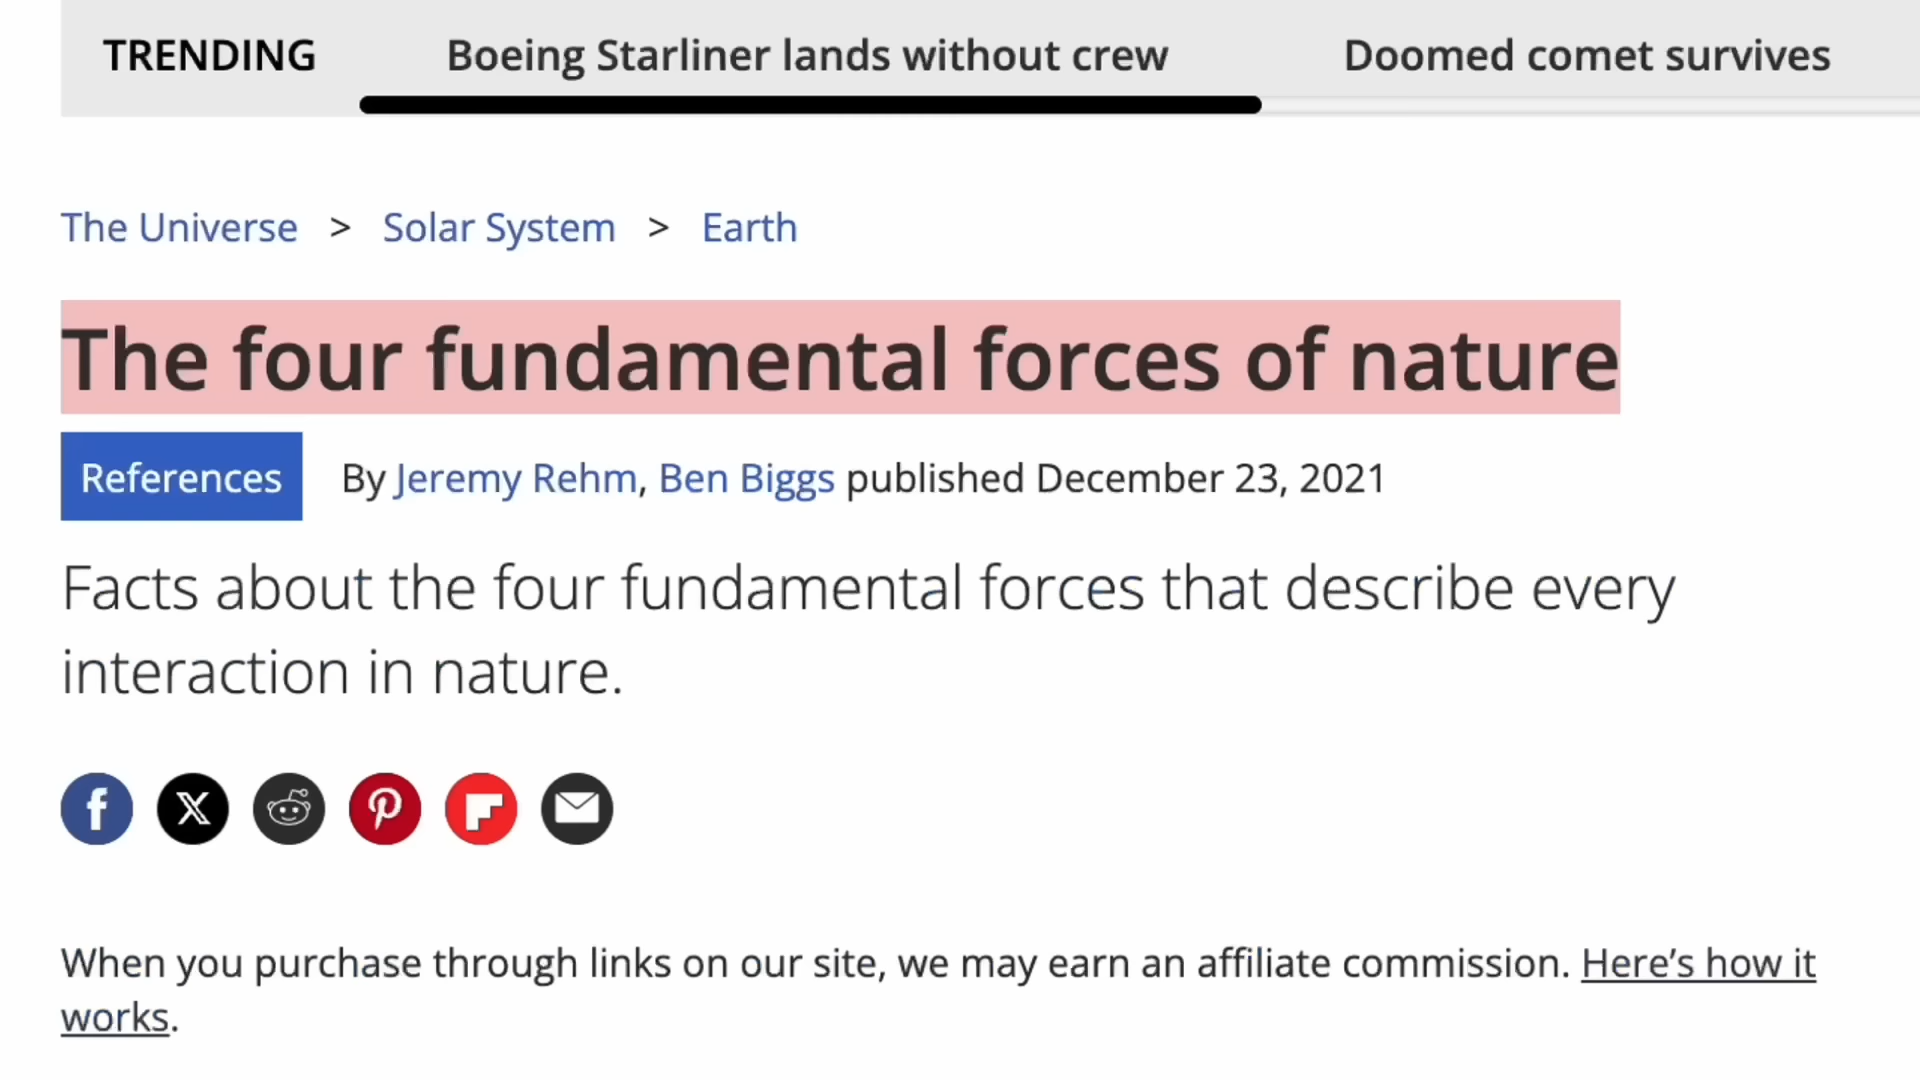 TRENDING Boeing Starliner lands without crew Doomed comet survives
The Universe > Solar System > Earth
The four fundamental forces of nature
References By Jeremy Rehm, Ben Biggs published December 23, 2021
Facts about the four fundamental forces that describe every
interaction in nature.
When you purchase through links on our site, we may earn an affiliate commission. Here’s how it
works.